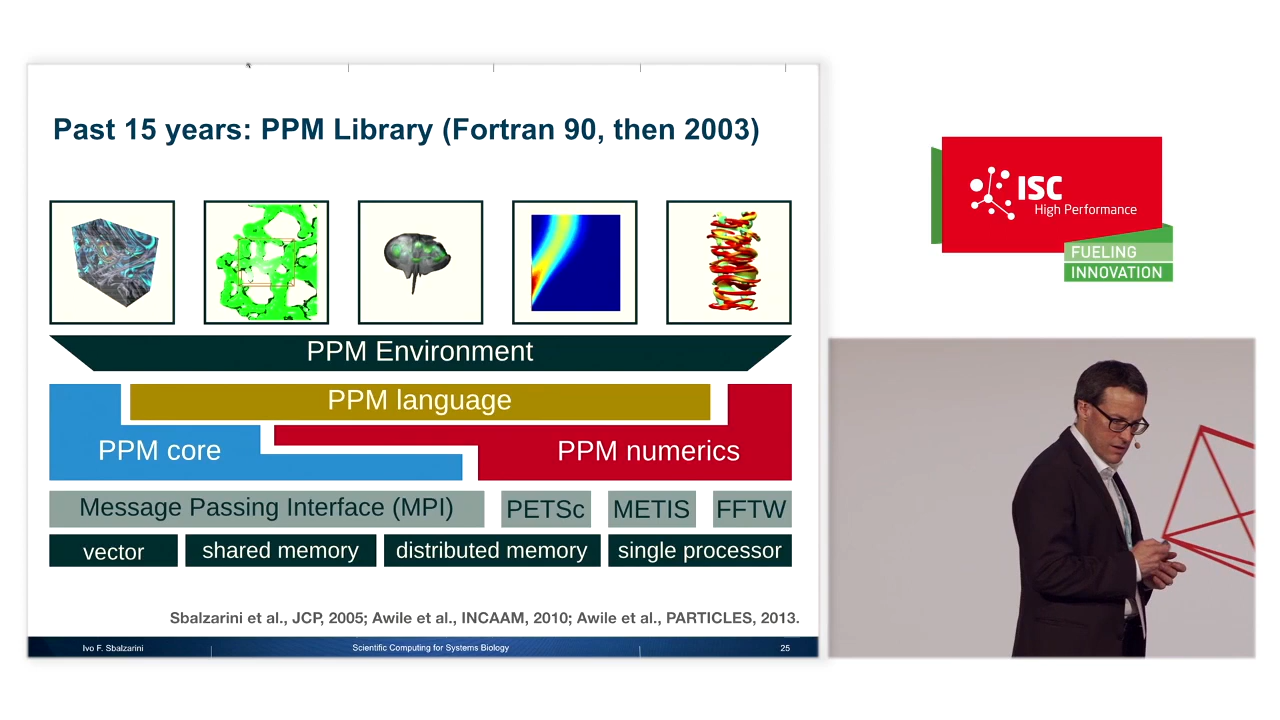 Past 15 years: PPM Library (Fortran 90, then 2003)
PPM Environment
PPM language
PPM core
PPM numerics
Message Passing Interface (MPI)
PETSc
METIS
FFTW
vector
shared memory
distributed memory
single processor
Sbalzarini et al., JCP, 2005; Awile et al., INCAAM, 2010; Awile et al., PARTICLES, 2013.
Ivo F. Sbalzarini
Scientific Computing for Systems Biology
25
ISC
High Performance
FUELING
INNOVATION